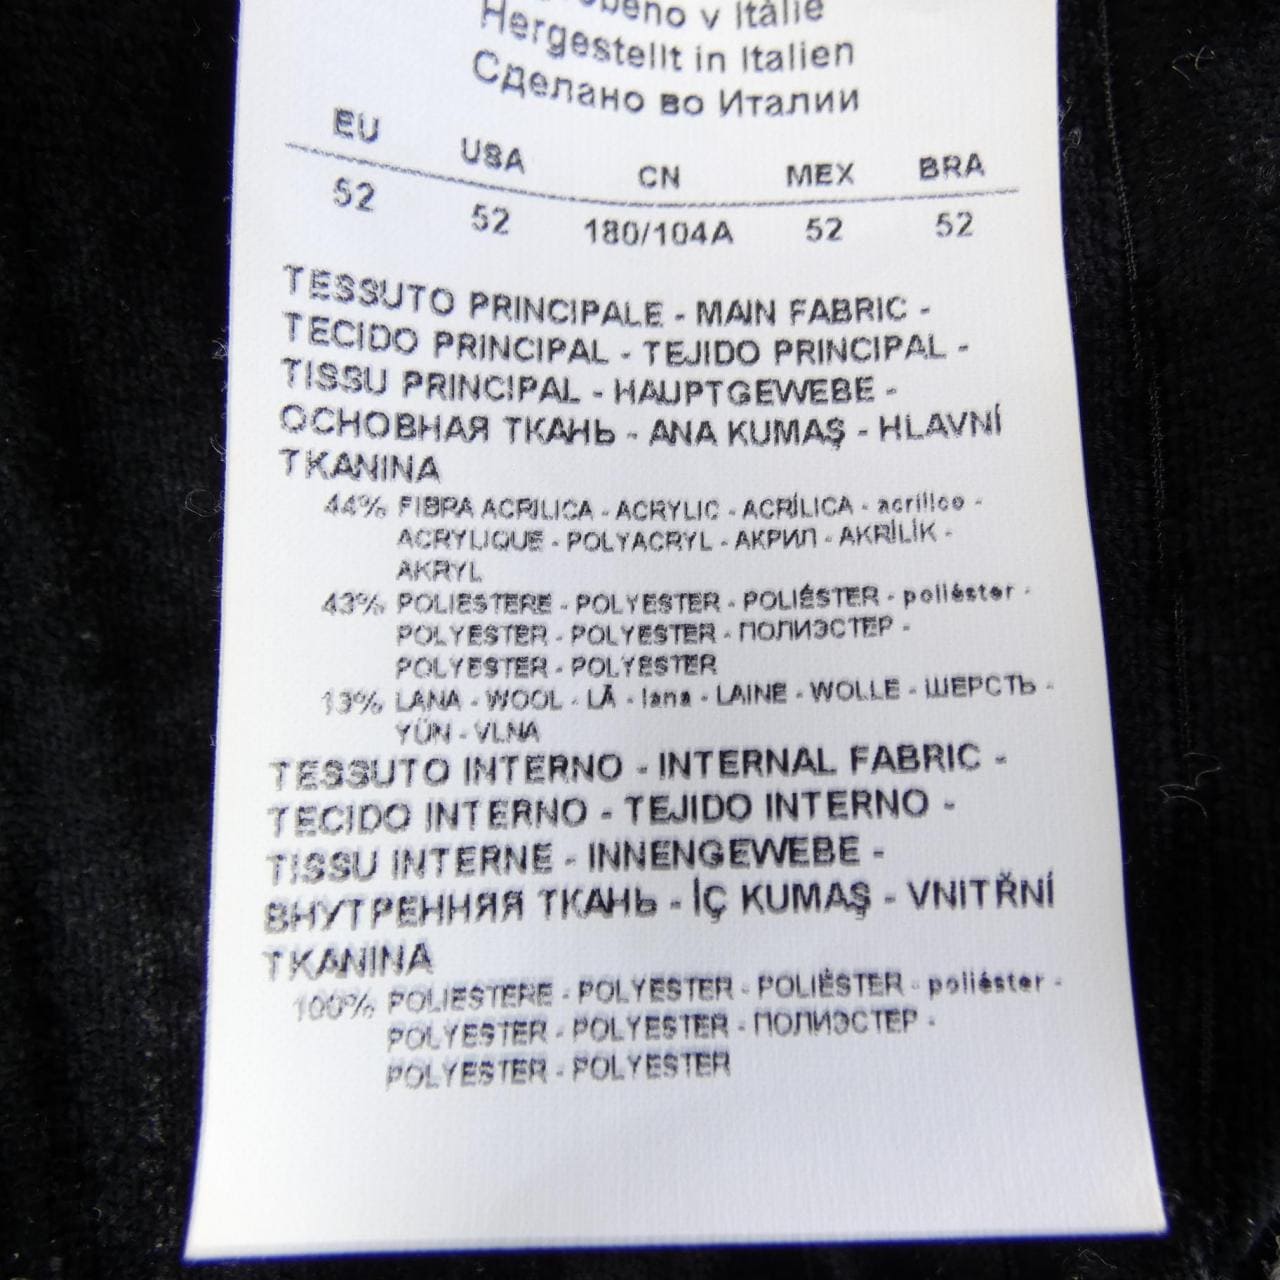 v Itálie
Hergestellt in Italien
Сделано во Италии
EU USA CN MEX BRA
52 52 180/104A 52 52
TESSUTO PRINCIPALE - MAIN FABRIC -
TECIDO PRINCIPAL - TEJIDO PRINCIPAL -
TISSU PRINCIPAL - HAUPTGEWEBE -
ОСНОВНАЯ ТКАНЬ - ANA KUMAŞ - HLAVNÍ
TKANINA
44% FIBRA ACRILICA - ACRYLIC - ACRÍLICA - acrílico -
ACRYLIQUE - POLYACRYL - АКРИЛ - AKRİLİK -
AKRYL
43% POLIESTERE - POLYESTER - POLIÉSTER - poliéster -
POLYESTER - POLYESTER - ПОЛИЭСТЕР -
POLYESTER - POLYESTER
13% LANA - WOOL - LÃ - lana - LAINE - WOLLE - ШЕРСТЬ -
YÜN - VLNA
TESSUTO INTERNO - INTERNAL FABRIC -
TECIDO INTERNO - TEJIDO INTERNO -
TISSU INTERNE - INNENGEWEBE -
ВНУТРЕННЯЯ ТКАНЬ - İÇ KUMAŞ - VNITŘNÍ
TKANINA
100% POLIESTERE - POLYESTER - POLIÉSTER - poliéster -
POLYESTER - POLYESTER - ПОЛИЭСТЕР -
POLYESTER - POLYESTER